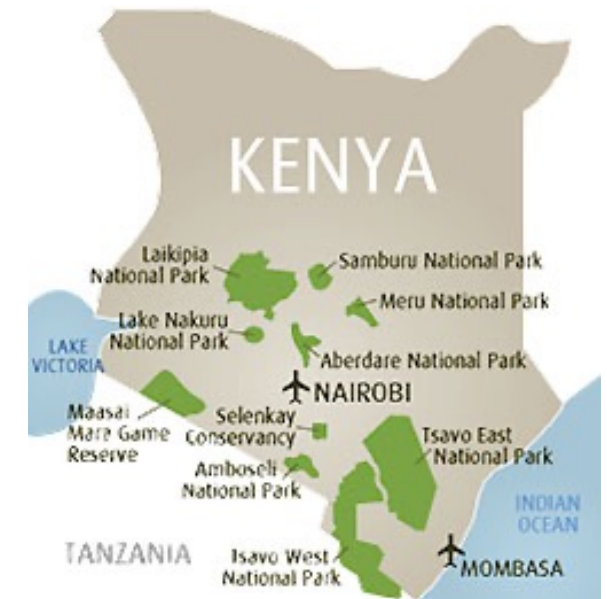 KENYA
Laikipia
National Park
Samburu National Park
Meru National Park
Lake Nakuru
National Park
Aberdare National Park
LAKE
VICTORIA
NAIROBI
Maasai
Mara Game
Reserve
Selenkay
Conservancy
Tsavo East
National Park
Amboseli
National Park
INDIAN
OCEAN
TANZANIA
Tsavo West
National Park
MOMBASA